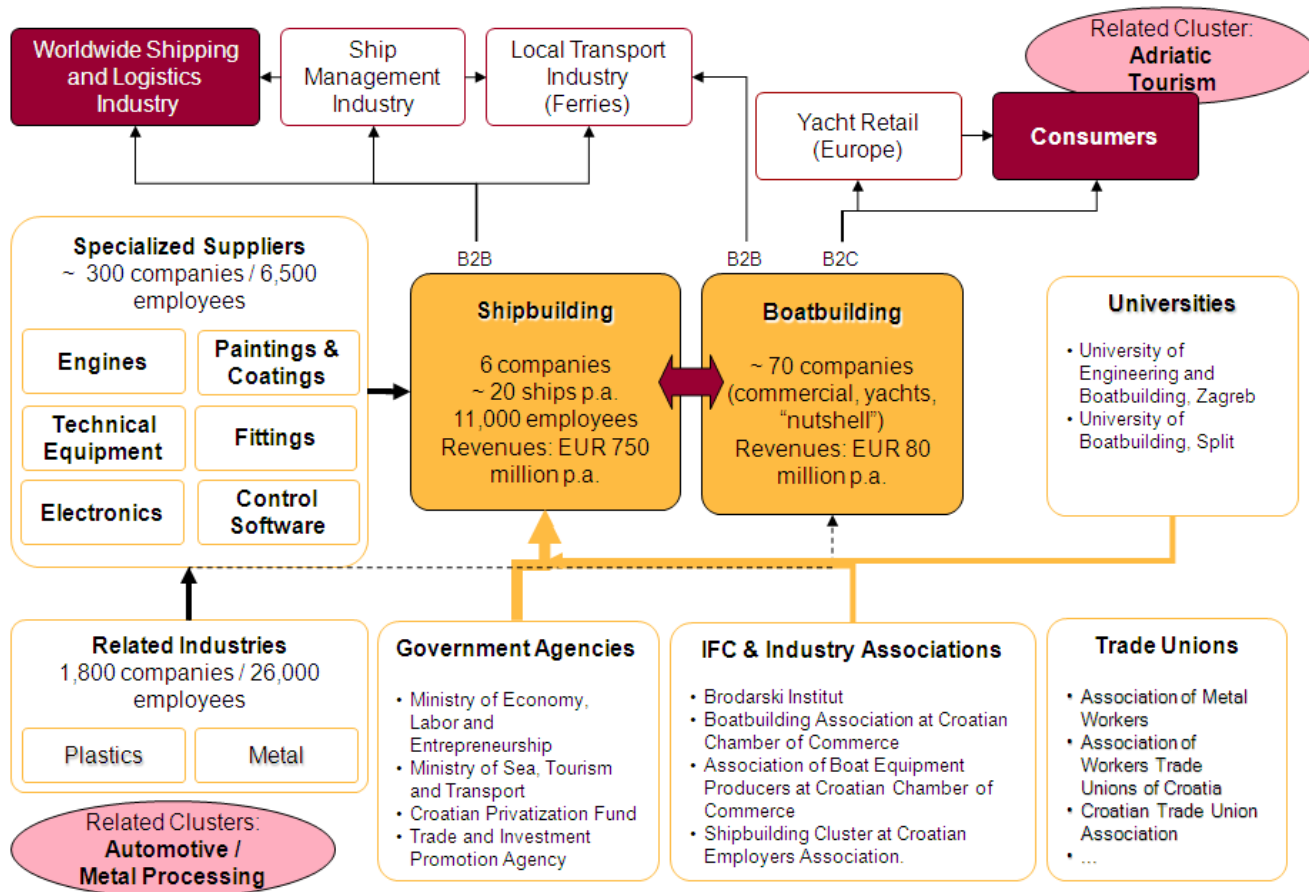 Worldwide Shipping
and Logistics
Industry
Ship
Management
Industry
Local Transport
Industry
(Ferries)
Related Cluster:
Adriatic
Tourism
Yacht Retail
(Europe)
Consumers
B2B
B2B
B2C
Specialized Suppliers
~ 300 companies / 6,500
employees
Engines
Paintings &
Coatings
Technical
Equipment
Fittings
Electronics
Control
Software
Shipbuilding
6 companies
~ 20 ships p.a.
11,000 employees
Revenues: EUR 750
million p.a.
Boatbuilding
~ 70 companies
(commercial, yachts,
“nutshell”)
Revenues: EUR 80
million p.a.
Universities
• University of
Engineering and
Boatbuilding, Zagreb
• University of
Boatbuilding, Split
Related Industries
1,800 companies / 26,000
employees
Plastics
Metal
Related Clusters:
Automotive /
Metal Processing
Government Agencies
• Ministry of Economy,
Labor and
Entrepreneurship
• Ministry of Sea, Tourism
and Transport
• Croatian Privatization Fund
• Trade and Investment
Promotion Agency
IFC & Industry Associations
• Brodarski Institut
• Boatbuilding Association at Croatian
Chamber of Commerce
• Association of Boat Equipment
Producers at Croatian Chamber of
Commerce
• Shipbuilding Cluster at Croatian
Employers Association.
Trade Unions
• Association of Metal
Workers
• Association of
Workers Trade
Unions of Croatia
• Croatian Trade Union
Association
• ...